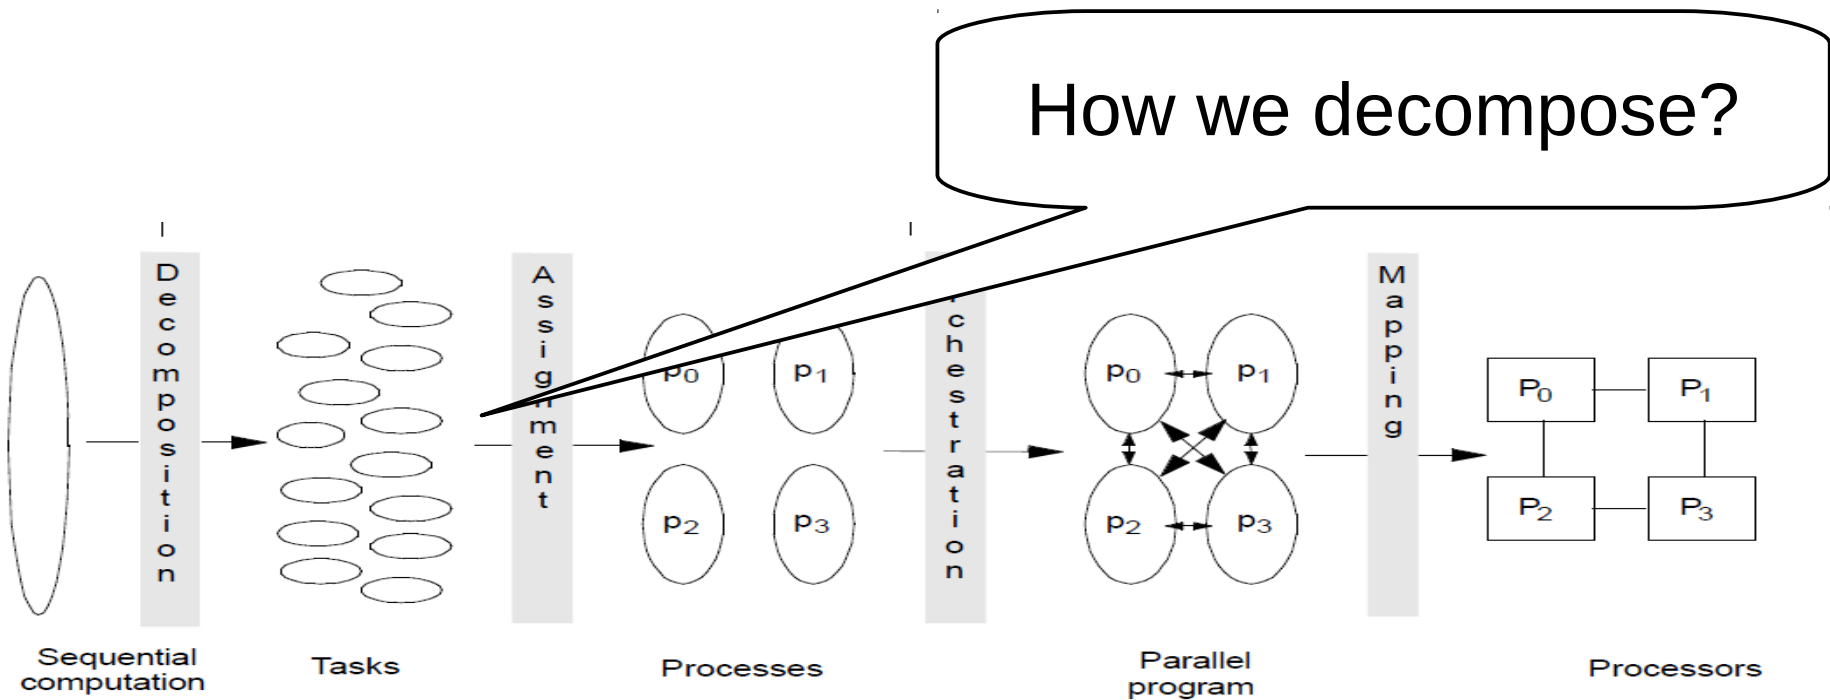 How we decompose?
Decomposition
Assignment
rchestration
Mapping
p0
p1
p2
p3
p0
p1
p2
p3
P0
P1
P2
P3
Sequential
computation
Tasks
Processes
Parallel
program
Processors